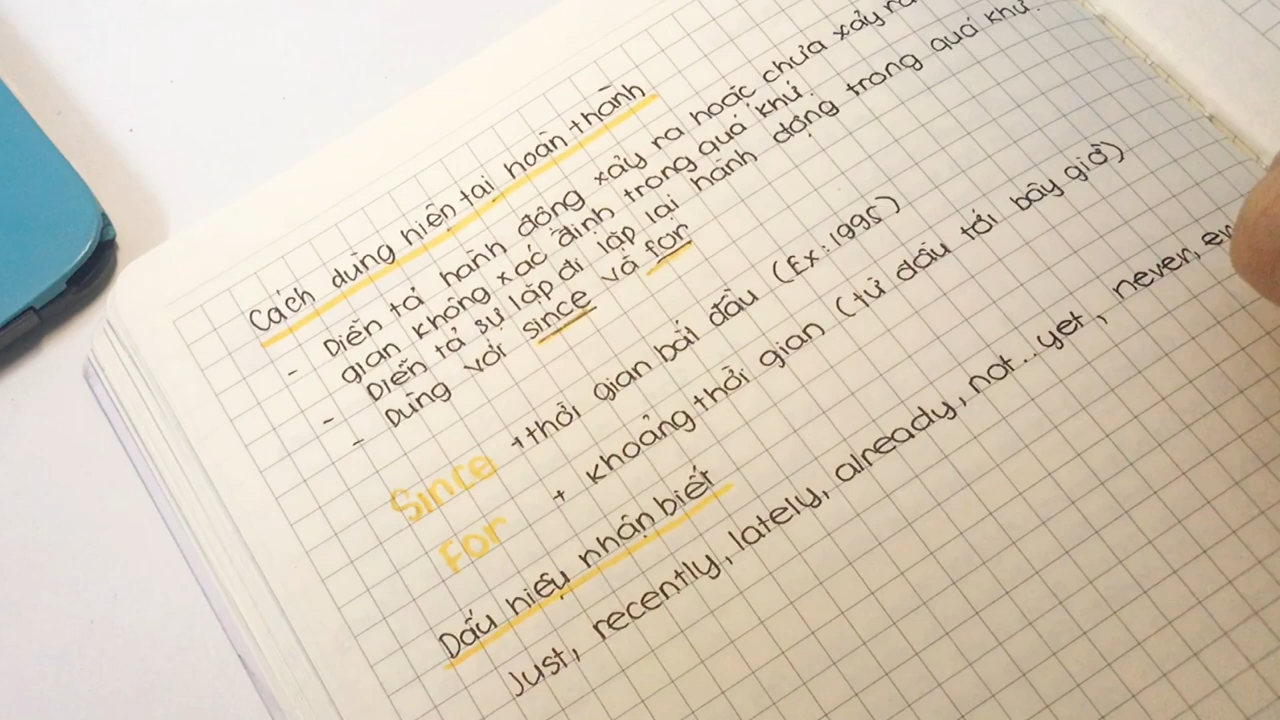 Cách dùng hiện tại hoàn thành
- Diễn tả hành động xảy ra hoặc chưa xảy ra
gian không xác định trong quá khứ
- Diễn tả sự lặp đi lặp lại hành động trong quá khứ.
- Dùng với since và for
Since + thời gian bắt đầu (Ex: 1995)
For + khoảng thời gian (từ đầu tới bây giờ)
Dấu hiệu nhận biết
Just, recently, lately, already, not...yet, never,